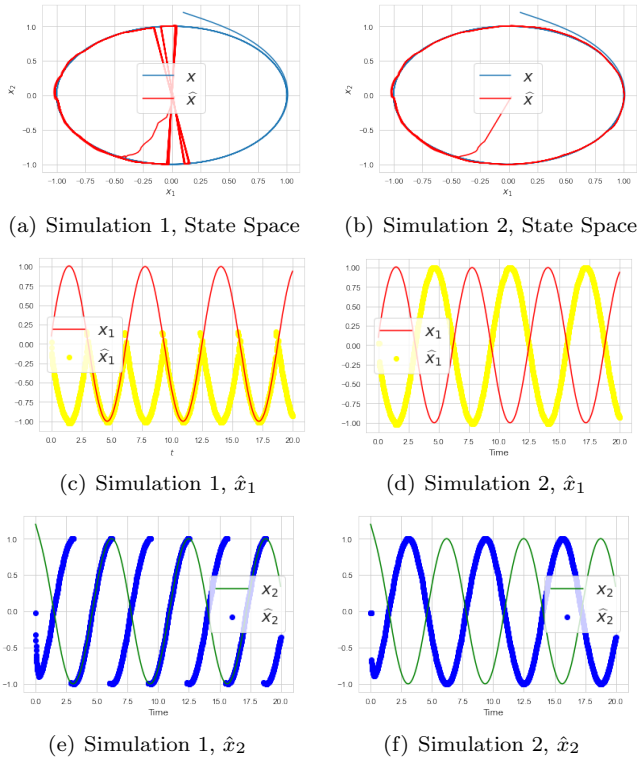 1.0
0.5
0.0
−0.5
−1.0
x₂
x
x̂
−1.00 −0.75 −0.50 −0.25 0.00 0.25 0.50 0.75 1.00
x₁
1.0
0.5
0.0
−0.5
−1.0
x₂
x
x̂
−1.00 −0.75 −0.50 −0.25 0.00 0.25 0.50 0.75 1.00
x₁
(a) Simulation 1, State Space
(b) Simulation 2, State Space
1.00
0.75
0.50
0.25
0.00
−0.25
−0.50
−0.75
−1.00
x₁
x̂₁
0.0 2.5 5.0 7.5 10.0 12.5 15.0 17.5 20.0
t
1.00
0.75
0.50
0.25
0.00
−0.25
−0.50
−0.75
−1.00
x₁
x̂₁
0.0 2.5 5.0 7.5 10.0 12.5 15.0 17.5 20.0
Time
(c) Simulation 1, x̂₁
(d) Simulation 2, x̂₁
1.0
0.5
0.0
−0.5
−1.0
x₂
x̂₂
0.0 2.5 5.0 7.5 10.0 12.5 15.0 17.5 20.0
Time
1.0
0.5
0.0
−0.5
−1.0
x₂
x̂₂
0.0 2.5 5.0 7.5 10.0 12.5 15.0 17.5 20.0
Time
(e) Simulation 1, x̂₂
(f) Simulation 2, x̂₂